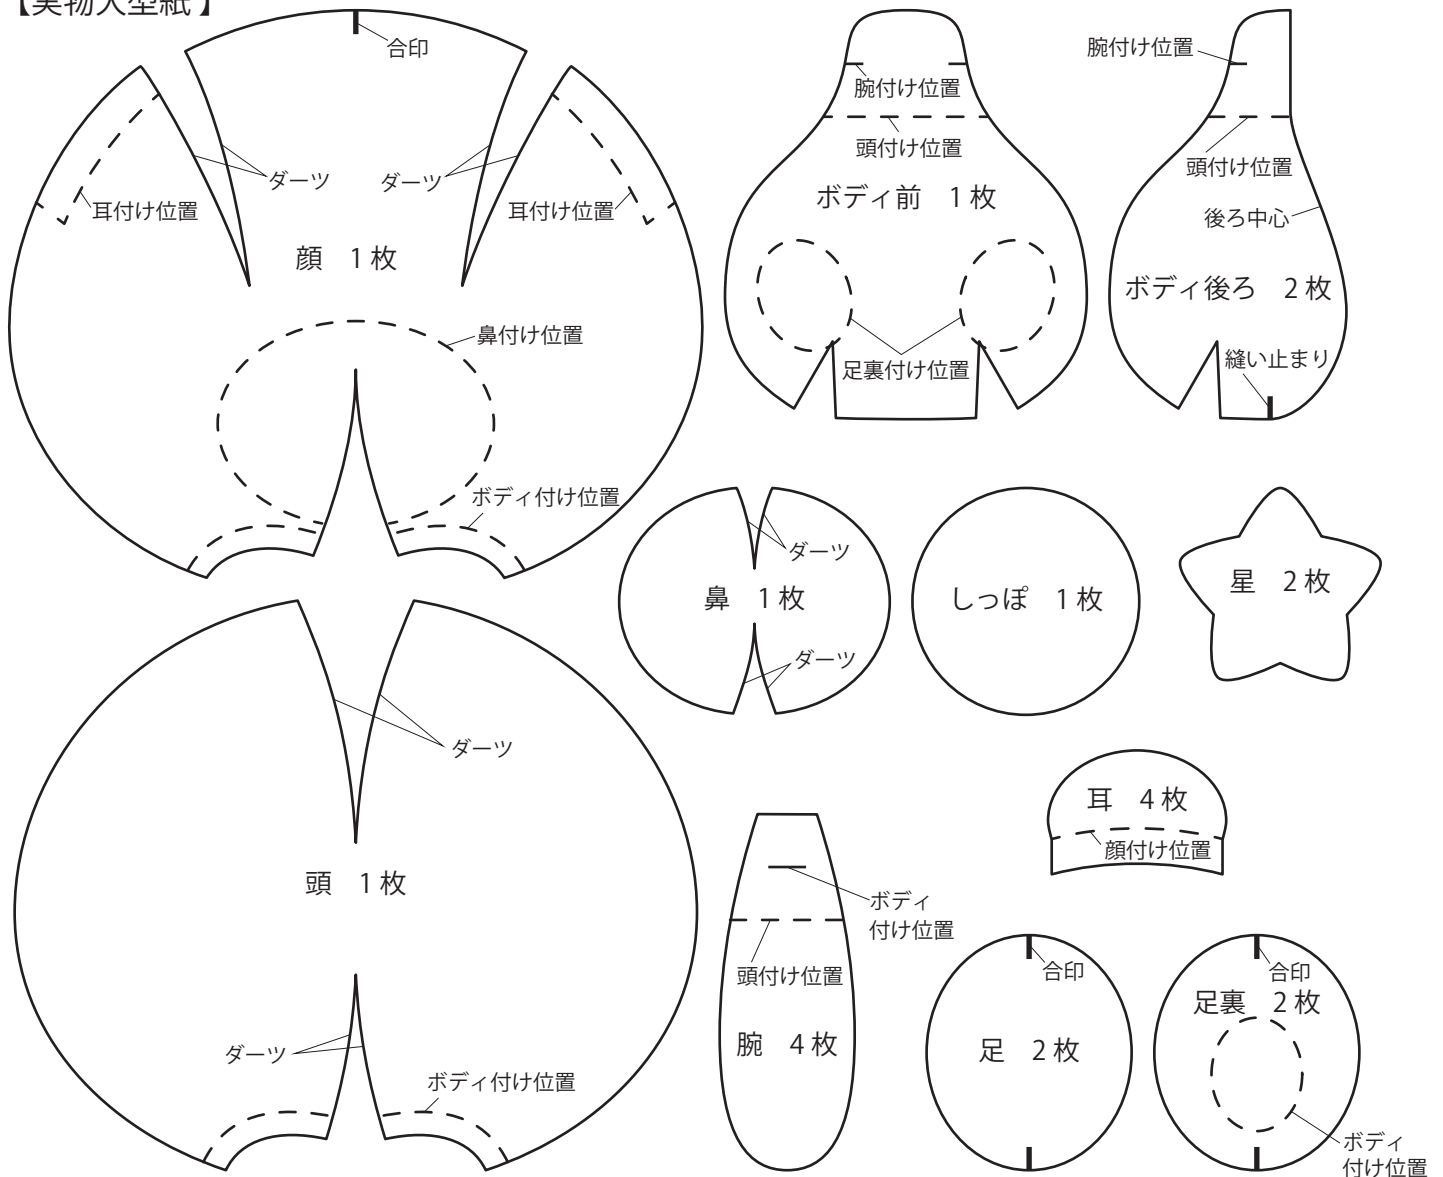 【実物大型紙】
合印
ダーツ
ダーツ
耳付け位置
耳付け位置
顔　1 枚
鼻付け位置
ボディ付け位置
腕付け位置
頭付け位置
ボディ前　1 枚
足裏付け位置
腕付け位置
頭付け位置
後ろ中心
ボディ後ろ　2 枚
縫い止まり
ダーツ
鼻　1 枚
ダーツ
しっぽ　1 枚
星　2 枚
ダーツ
頭　1 枚
ダーツ
ボディ付け位置
ボディ
付け位置
頭付け位置
腕　4 枚
耳　4 枚
顔付け位置
合印
足　2 枚
合印
足裏　2 枚
ボディ
付け位置